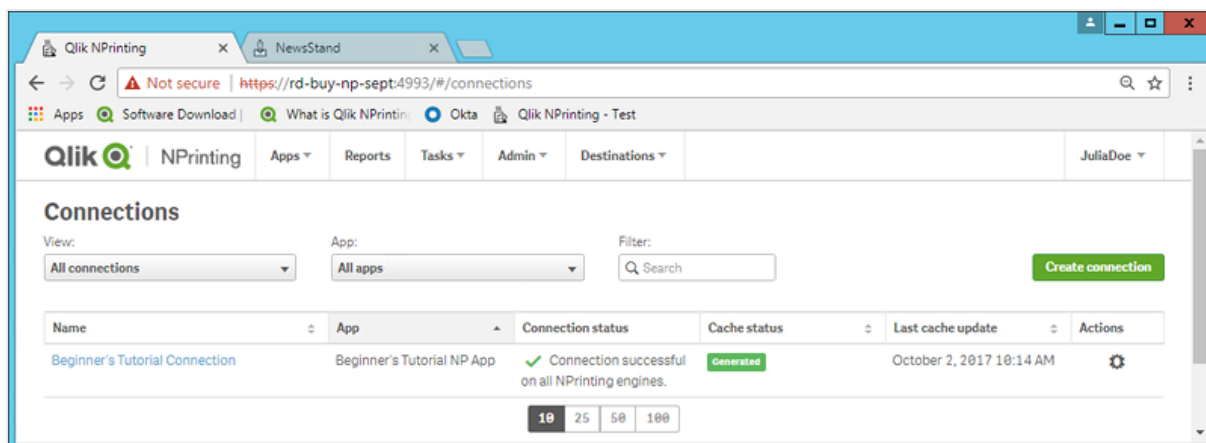 Qlik NPrinting
NewsStand
Not secure | https://rd-buy-np-sept:4993/#/connections
Apps Software Download | What is Qlik NPrintin Okta Qlik NPrinting - Test
Qlik NPrinting Apps Reports Tasks Admin Destinations JuliaDoe
Connections
View: App: Filter:
All connections All apps Search Create connection
Name App Connection status Cache status Last cache update Actions
Beginner's Tutorial Connection Beginner's Tutorial NP App Connection successful Generated October 2, 2017 10:14 AM
on all NPrinting engines.
10 25 50 100